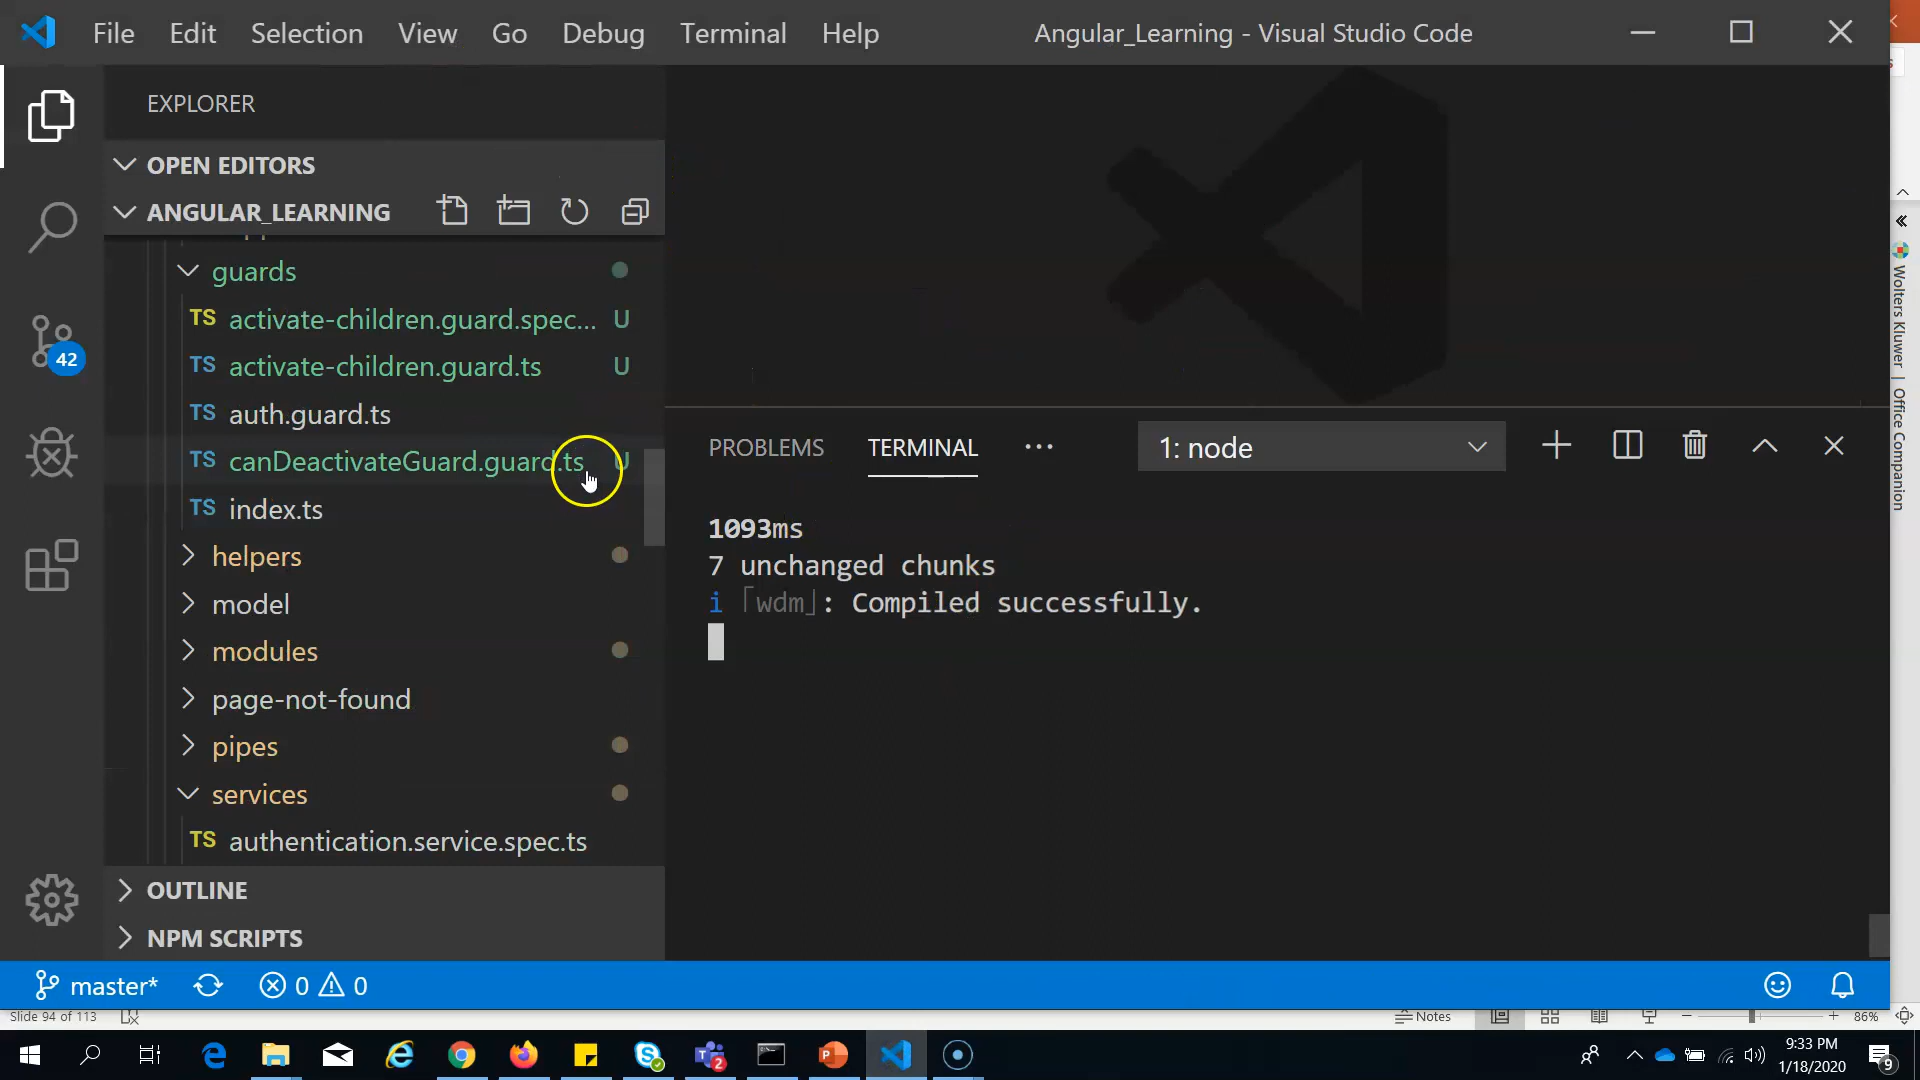 File Edit Selection View Go Debug Terminal Help Angular_Learning - Visual Studio Code
EXPLORER
OPEN EDITORS
ANGULAR_LEARNING
guards
TS activate-children.guard.spec... U
TS activate-children.guard.ts U
TS auth.guard.ts
TS canDeactivateGuard.guard.ts U
TS index.ts
helpers
model
modules
page-not-found
pipes
services
TS authentication.service.spec.ts
OUTLINE
NPM SCRIPTS
42
PROBLEMS TERMINAL ... 1: node
1093ms
7 unchanged chunks
i ｢wdm｣: Compiled successfully.
Wolters Kluwer | Office Companion
master* 0 0
Slide 94 of 113 Notes 86%
2
9:33 PM
1/18/2020
9